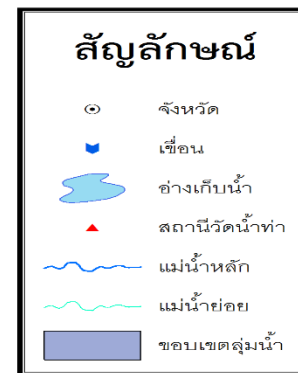 สัญลักษณ์
จังหวัด
เขื่อน
อ่างเก็บน้ำ
สถานีวัดน้ำท่า
แม่น้ำหลัก
แม่น้ำย่อย
ขอบเขตลุ่มน้ำ